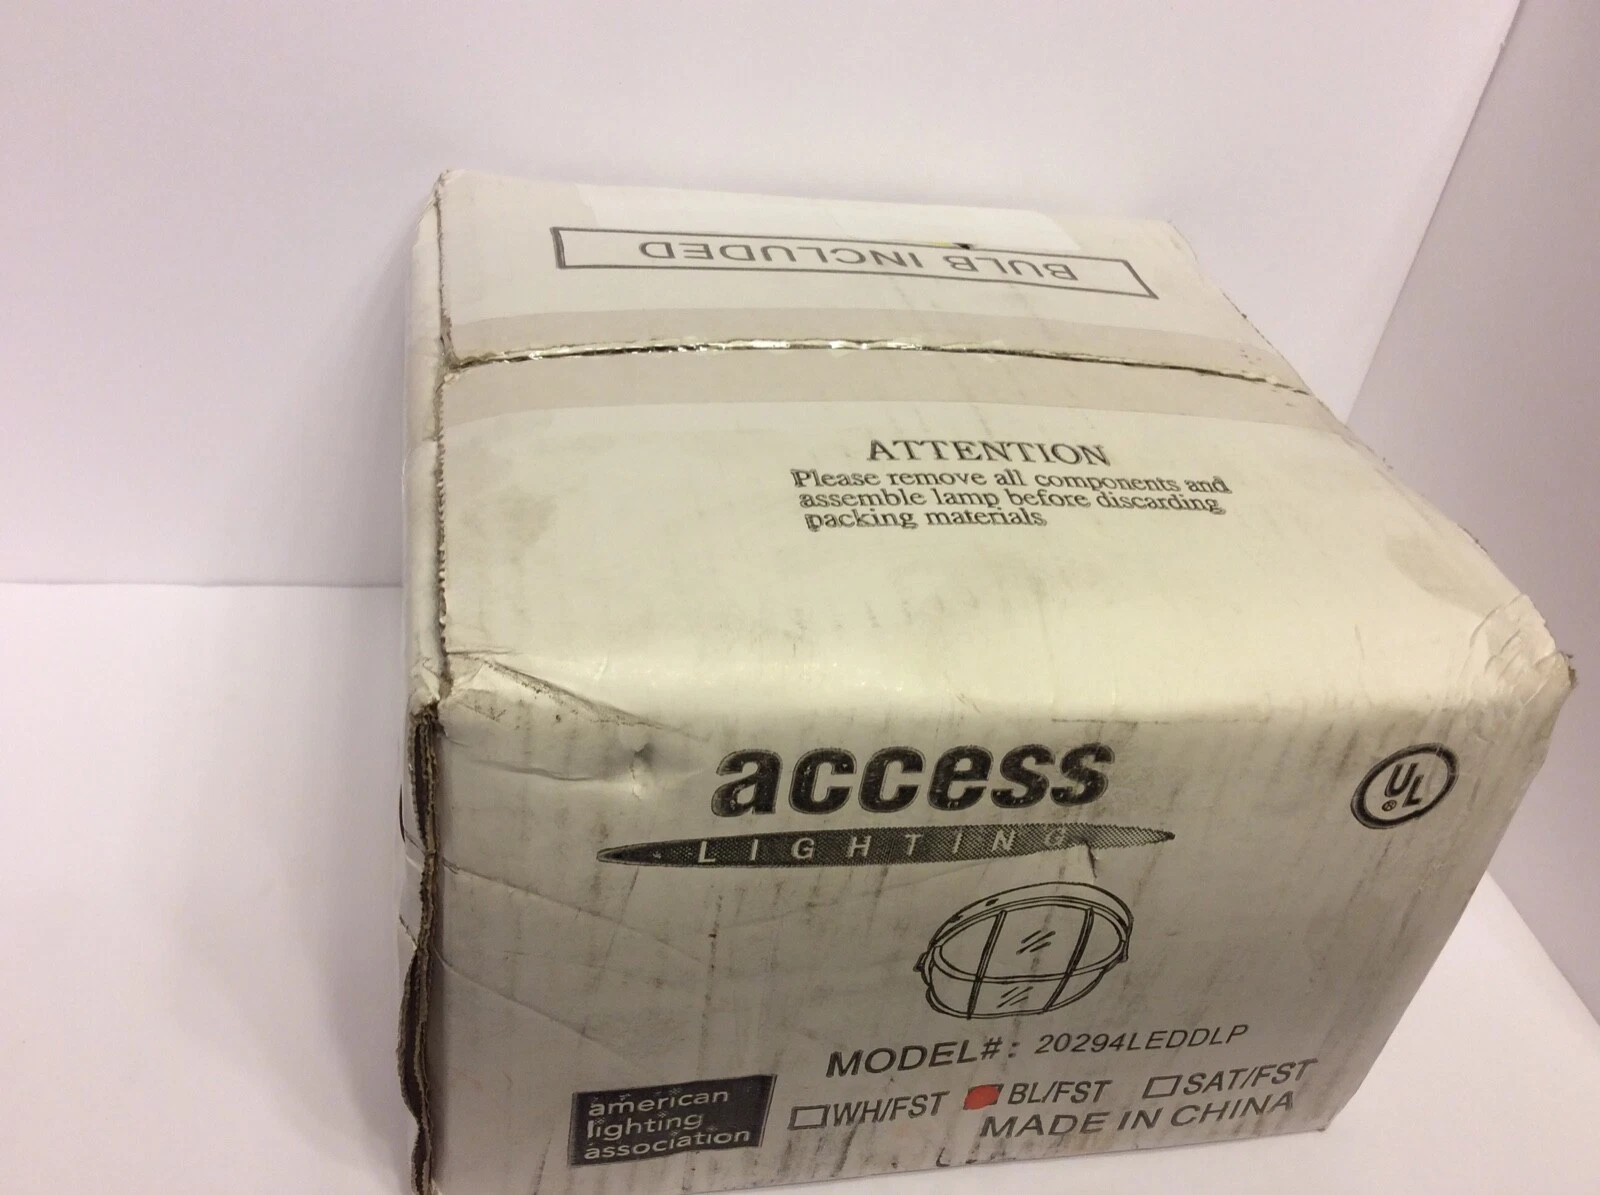 BULB INCLUDED
ATTENTION
Please remove all components and
assemble lamp before discarding
packing materials
access
LIGHTING
UL
®
MODEL#: 20294LEDDLP
WH/FST BL/FST SAT/FST
MADE IN CHINA
american
lighting
association